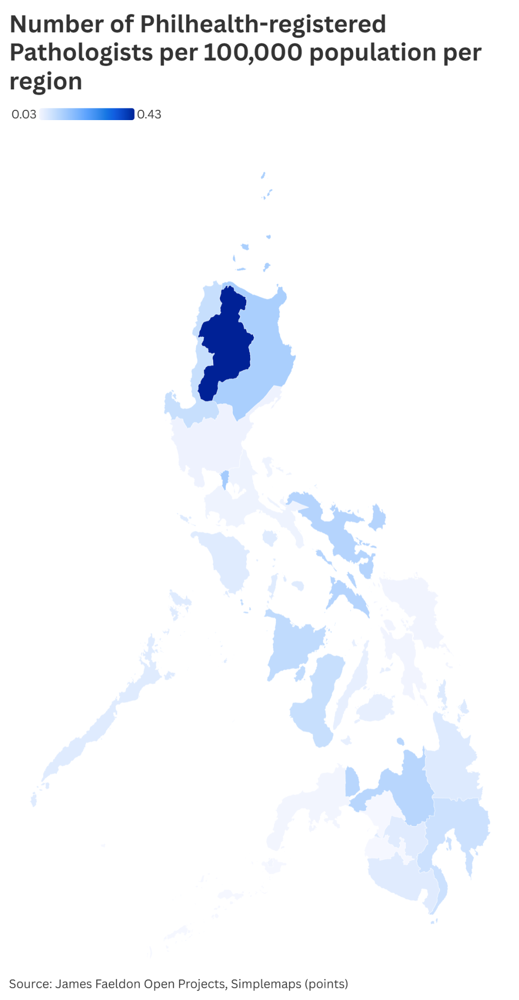 Number of Philhealth-registered
Pathologists per 100,000 population per
region
0.03 0.43
Source: James Faeldon Open Projects, Simplemaps (points)